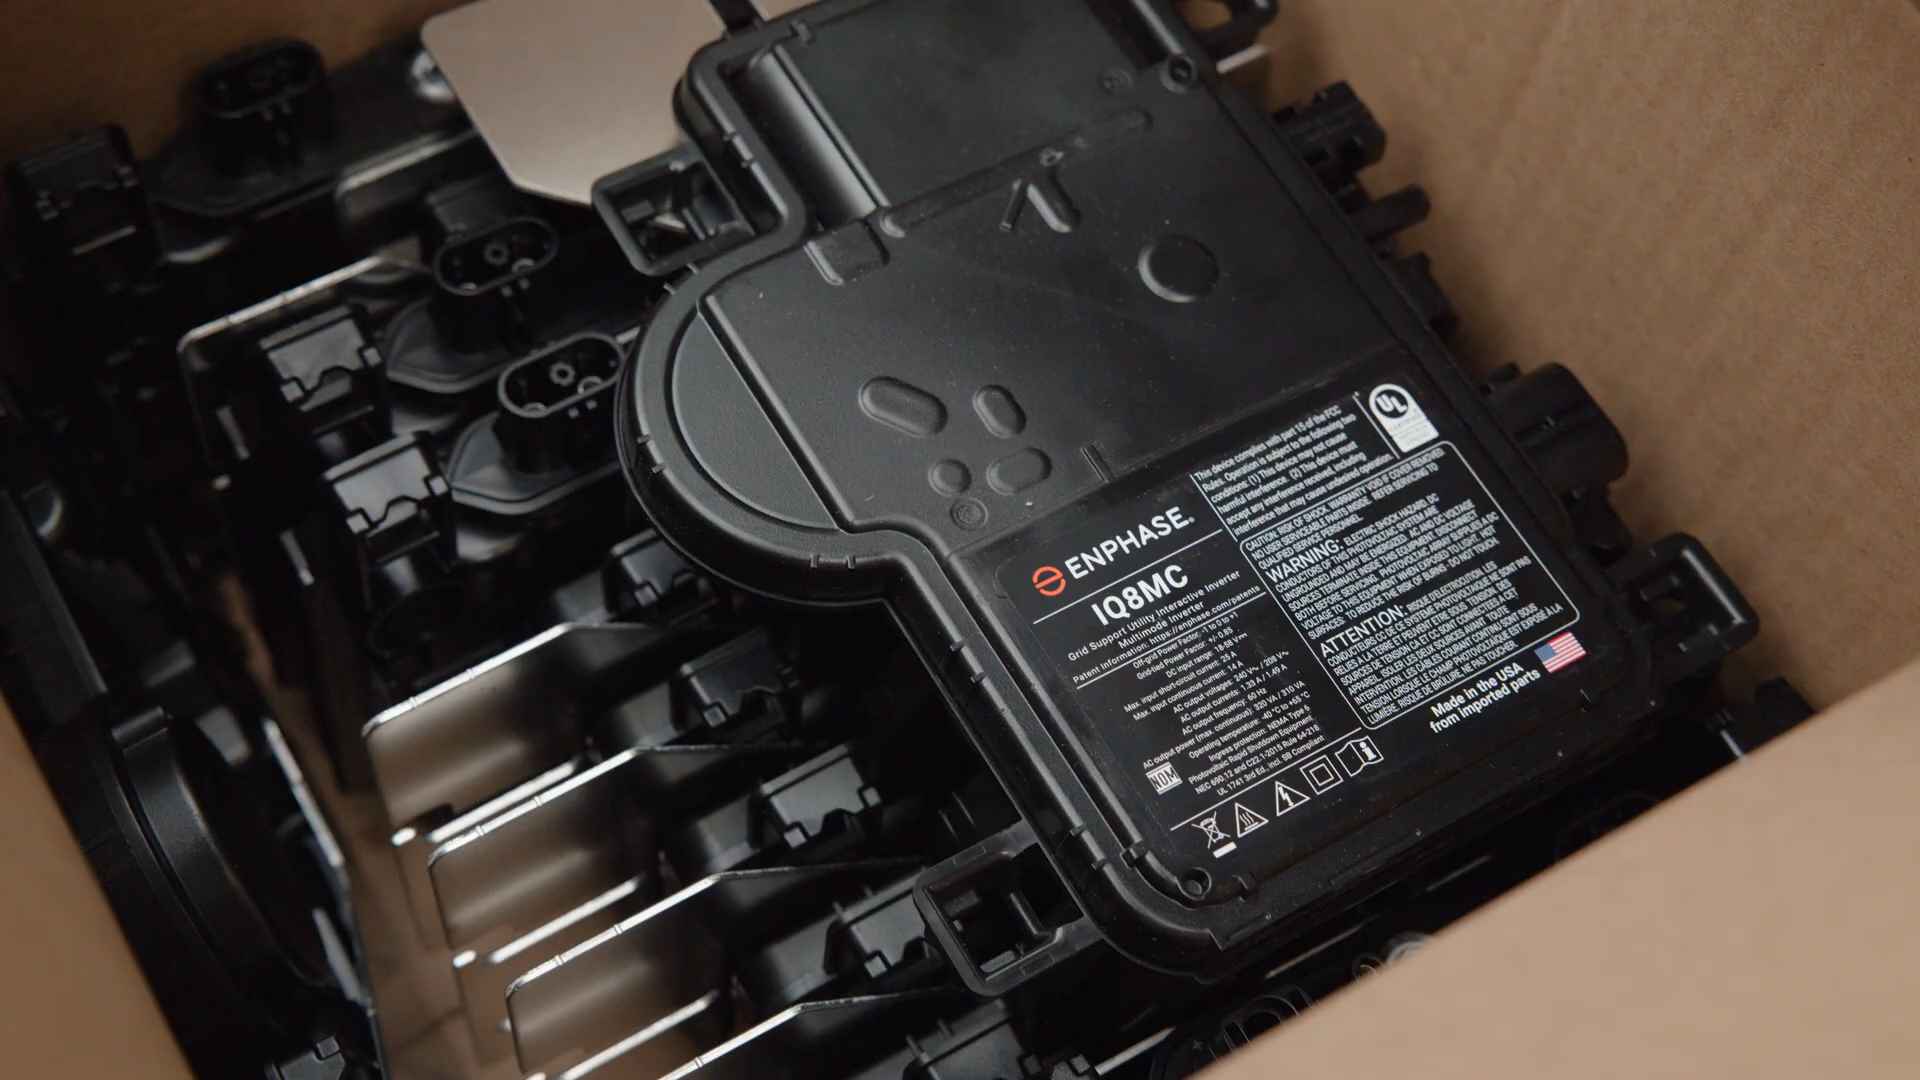 ENPHASE.
IQ8MC
Grid Support Utility Interactive Inverter
Multimode Inverter
Patent Information: https://enphase.com/patents
Off-grid Power Factor: -1 to 0 to +1
Grid-tied Power Factor: +/- 0.85
DC input range: 18-58 V
Max. input short-circuit current: 25 A
Max. input continuous current: 14 A
AC output voltages: 240 V~ / 208 V~
AC output currents: 1.33 A / 1.49 A
AC output frequency: 60 Hz
AC output power (max. continuous): 320 VA / 310 VA
Operating temperature: -40 °C to +65 °C
Ingress protection: NEMA Type 6
Photovoltaic Rapid Shutdown Equipment
NEC 690.12 and C22.1-2015 Rule 64-218
UL 1741 3rd Ed., incl. SB Compliant
NOM
This device complies with part 15 of the FCC
Rules. Operation is subject to the following two
conditions: (1) This device may not cause
harmful interference. (2) This device must
accept any interference received, including
interference that may cause undesired operation.
UL
CERTIFIED
CAUTION: RISK OF SHOCK, WARRANTY VOID IF COVER REMOVED.
NO USER SERVICEABLE PARTS INSIDE. REFER SERVICING TO
QUALIFIED SERVICE PERSONNEL.
WARNING: ELECTRIC SHOCK HAZARD. DC
CONDUCTORS OF THIS PHOTOVOLTAIC SYSTEM ARE
UNGROUNDED AND MAY BE ENERGIZED. AC AND DC VOLTAGE
SOURCES TERMINATE INSIDE THIS EQUIPMENT. DISCONNECT
BOTH BEFORE SERVICING. PHOTOVOLTAIC ARRAY SUPPLIES A DC
VOLTAGE TO THIS EQUIPMENT WHEN EXPOSED TO LIGHT. HOT
SURFACES: TO REDUCE THE RISK OF BURNS - DO NOT TOUCH.
ATTENTION: RISQUE D'ÉLECTROCUTION. LES
CONDUCTEURS CC DE CE SYSTÈME PHOTOVOLTAÏQUE NE SONT PAS
RELIÉS À LA TERRE ET PEUVENT ÊTRE SOUS TENSION. DES
SOURCES DE TENSION CA ET CC SONT CONNECTÉES À CET
APPAREIL. ISOLER LES DEUX SOURCES AVANT TOUTE
INTERVENTION. LES CÂBLES COURANT CONTINU SONT SOUS
TENSION LORSQUE LE CHAMP PHOTOVOLTAÏQUE EST EXPOSÉ À LA
LUMIÈRE. RISQUE DE BRÛLURE, NE PAS TOUCHER.
Made in the USA
from imported parts